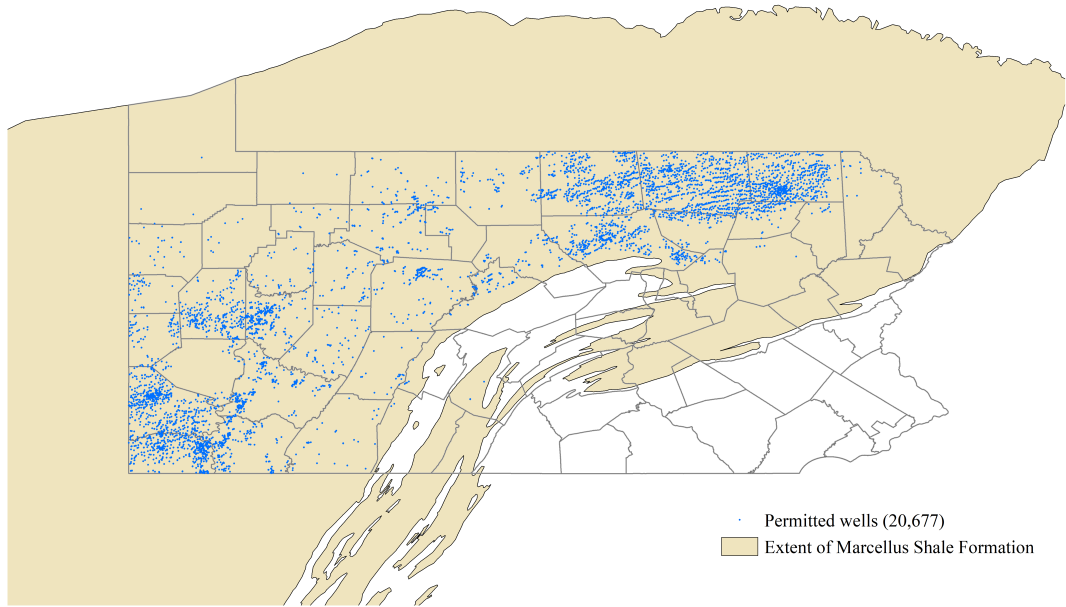 Permitted wells (20,677)
Extent of Marcellus Shale Formation